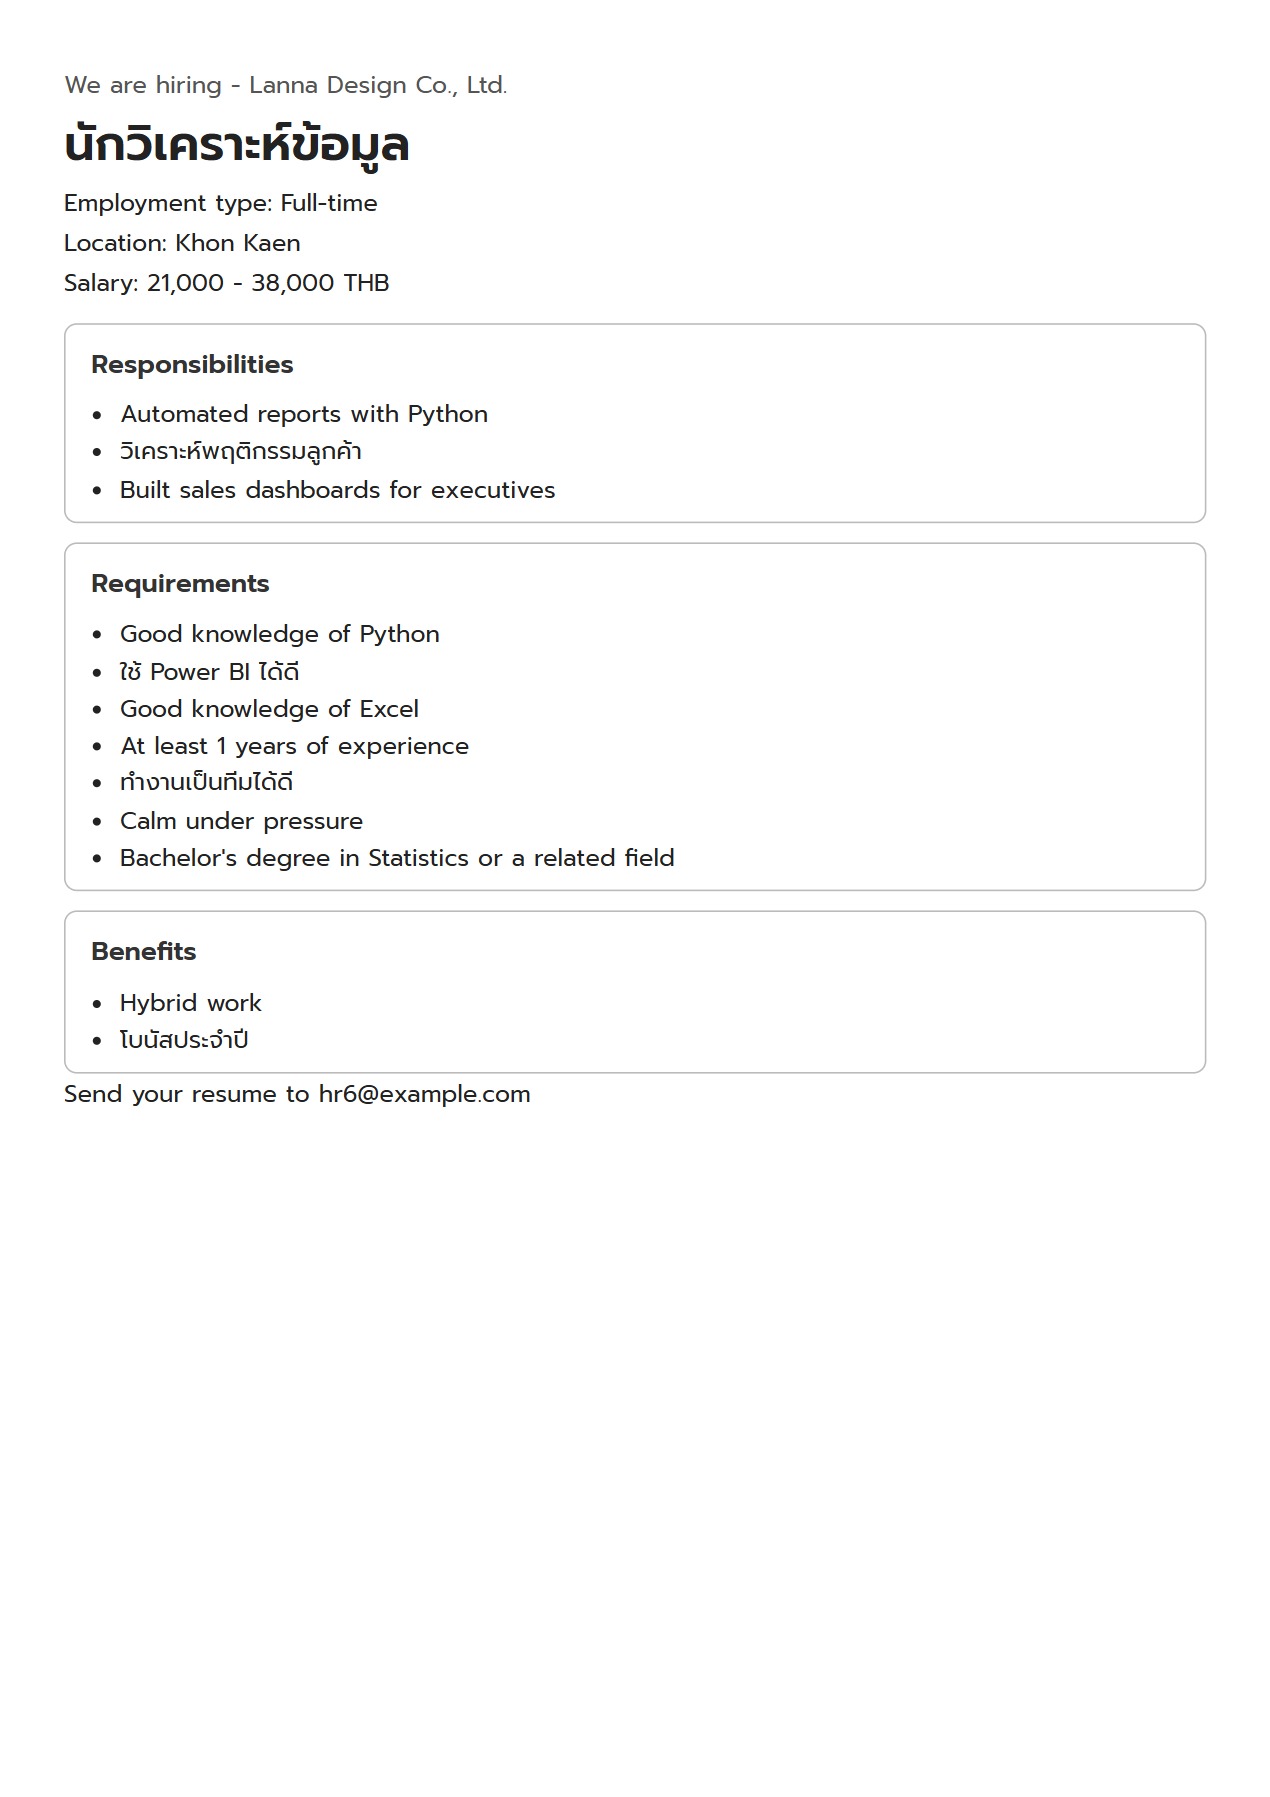 We are hiring - Lanna Design Co., Ltd.
นักวิเคราะห์ข้อมูล
Employment type: Full-time
Location: Khon Kaen
Salary: 21,000 - 38,000 THB
Responsibilities
• Automated reports with Python
• วิเคราะห์พฤติกรรมลูกค้า
• Built sales dashboards for executives
Requirements
• Good knowledge of Python
• ใช้ Power BI ได้ดี
• Good knowledge of Excel
• At least 1 years of experience
• ทำงานเป็นทีมได้ดี
• Calm under pressure
• Bachelor's degree in Statistics or a related field
Benefits
• Hybrid work
• โบนัสประจำปี
Send your resume to hr6@example.com